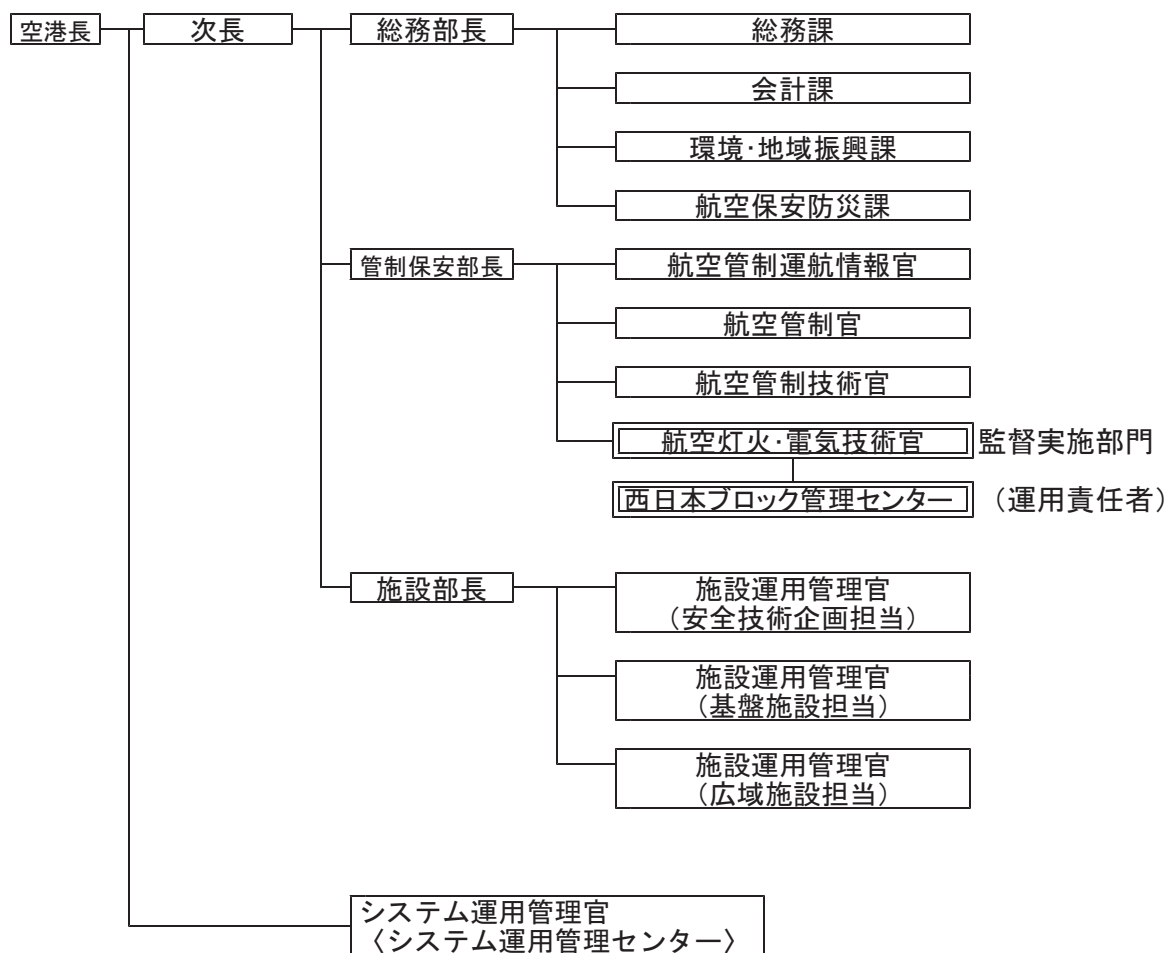 空港長
次長
総務部長
総務課
会計課
環境・地域振興課
航空保安防災課
管制保安部長
航空管制運航情報官
航空管制官
航空管制技術官
航空灯火・電気技術官
監督実施部門
西日本ブロック管理センター
（運用責任者）
施設部長
施設運用管理官
（安全技術企画担当）
施設運用管理官
（基盤施設担当）
施設運用管理官
（広域施設担当）
システム運用管理官
〈システム運用管理センター〉